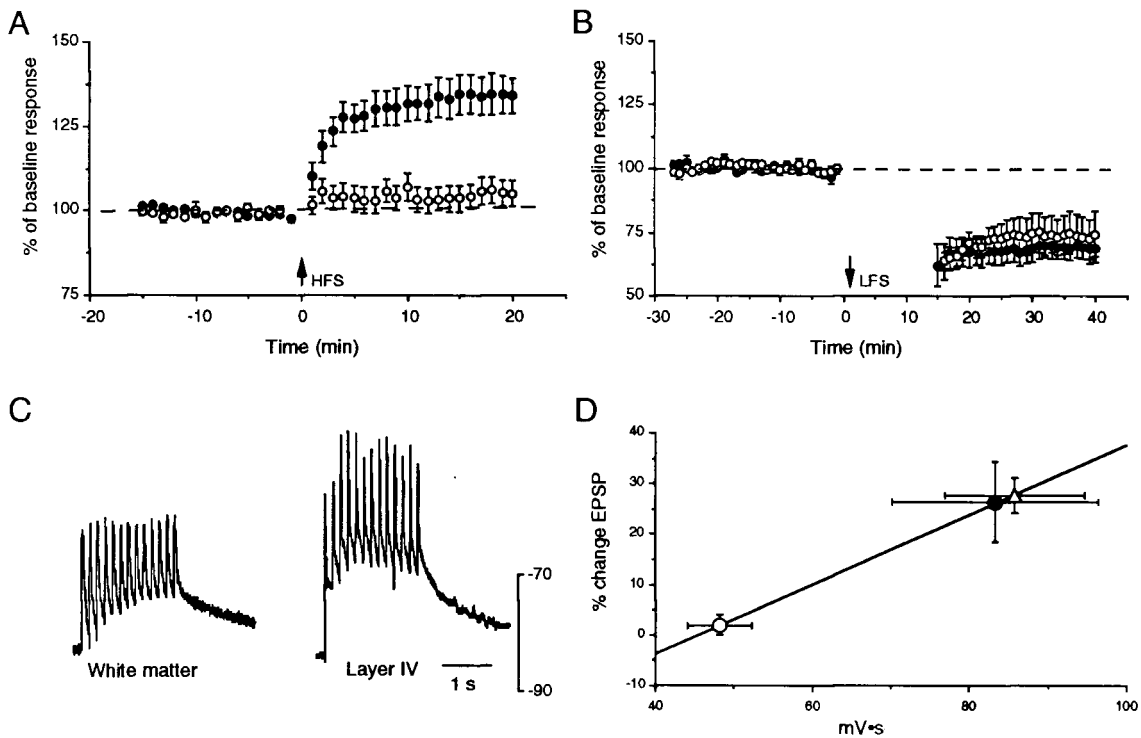 A
150
125
100
75
% of baseline response
HFS
-20
-10
0
10
20
Time (min)
B
150
125
100
75
50
% of baseline response
LFS
-30
-20
-10
0
10
20
30
40
Time (min)
C
White matter
Layer IV
1 s
-70
-90
D
40
30
20
10
0
-10
% change EPSP
40
60
80
100
mV•s